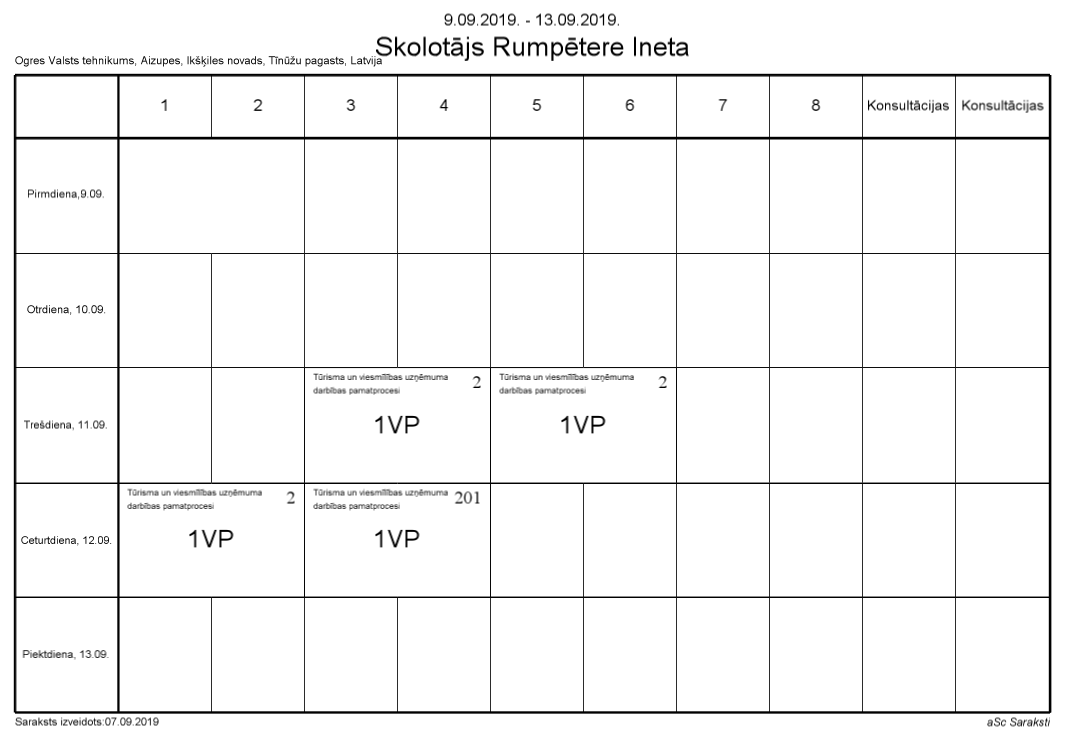 9.09.2019. - 13.09.2019.
Skolotājs Rumpētere Ineta
Ogres Valsts tehnikums, Aizupes, Ikšķiles novads, Tīnūžu pagasts, Latvija
1 2 3 4 5 6 7 8 Konsultācijas Konsultācijas
Pirmdiena,9.09.
Otrdiena, 10.09.
Trešdiena, 11.09.
Tūrisma un viesmīlības uzņēmuma
darbības pamatprocesi
2
1VP
Tūrisma un viesmīlības uzņēmuma
darbības pamatprocesi
2
1VP
Ceturtdiena, 12.09.
Tūrisma un viesmīlības uzņēmuma
darbības pamatprocesi
2
1VP
Tūrisma un viesmīlības uzņēmuma
darbības pamatprocesi
201
1VP
Piektdiena, 13.09.
Saraksts izveidots:07.09.2019
aSc Saraksti